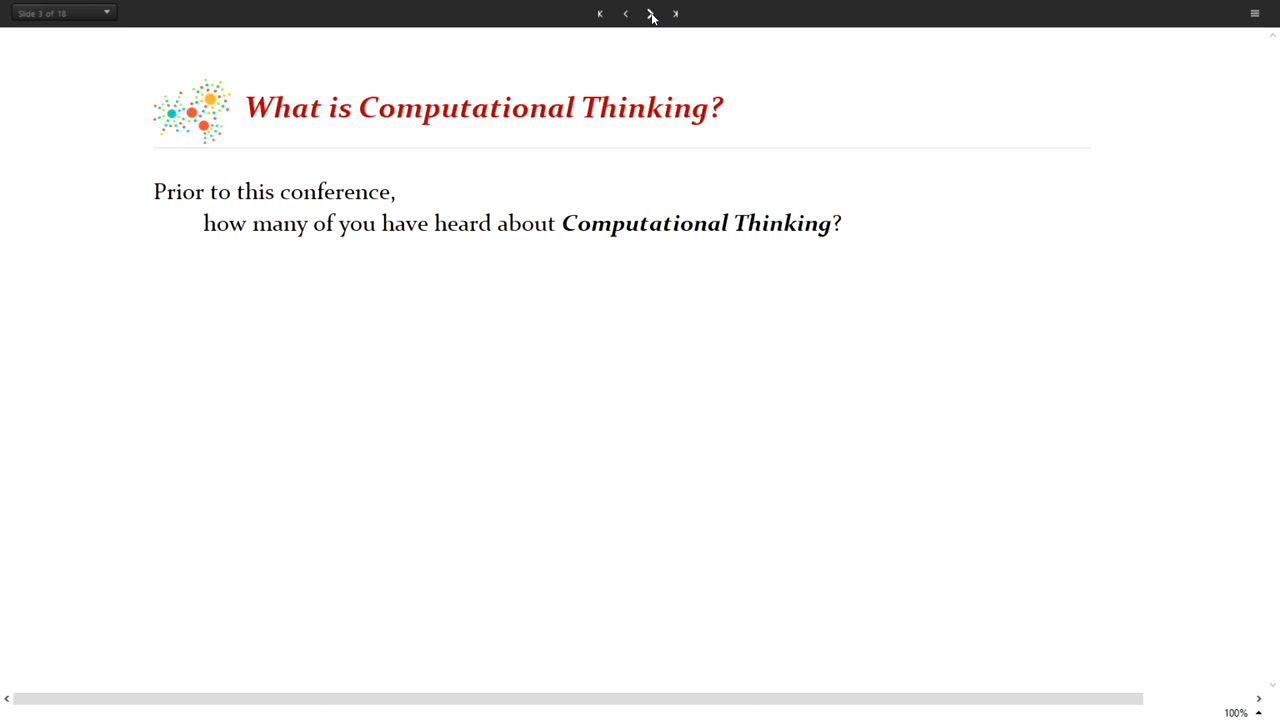 Slide 3 of 18
What is Computational Thinking?
Prior to this conference,
how many of you have heard about Computational Thinking?
100%